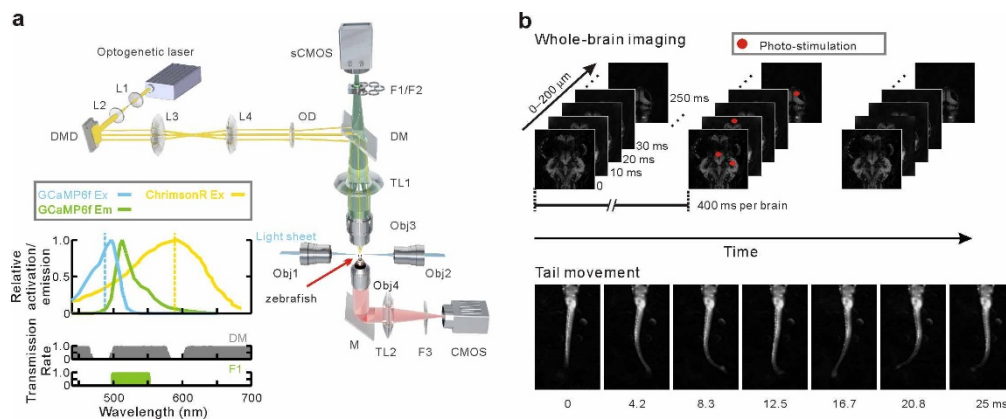 a
Optogenetic laser
sCMOS
L1
L2
F1/F2
L3
L4
OD
DMD
DM
TL1
GCaMP6f Ex
ChrimsonR Ex
GCaMP6f Em
Obj3
Light sheet
Obj1
Obj2
zebrafish
Obj4
M
TL2
F3
CMOS
Relative
activation/
emission
1.0
0.5
0
Transmission
Rate
1.0
0
DM
1.0
0
F1
500
600
700
Wavelength (nm)
b
Whole-brain imaging
Photo-stimulation
0~200 μm
250 ms
30 ms
20 ms
10 ms
0
400 ms per brain
Time
Tail movement
0
4.2
8.3
12.5
16.7
20.8
25 ms